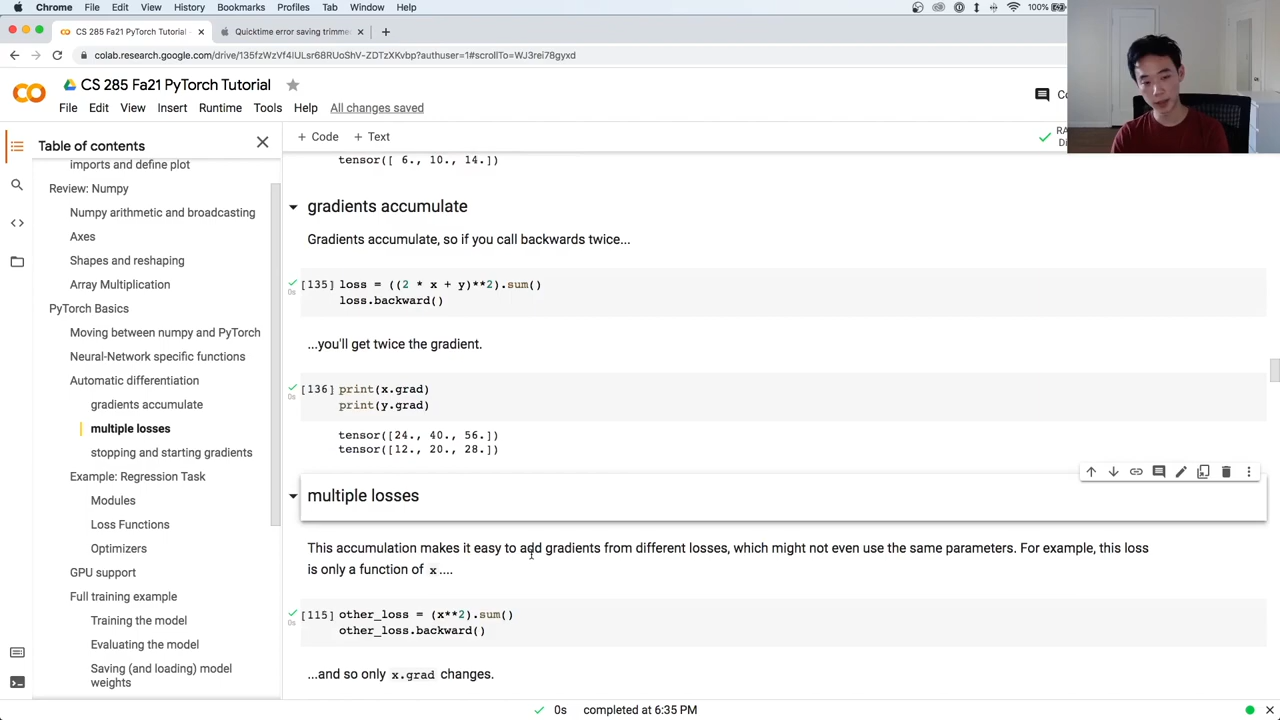 Chrome File Edit View History Bookmarks Profiles Tab Window Help 100%
CS 285 Fa21 PyTorch Tutorial - Quicktime error saving trimme
colab.research.google.com/drive/135fzWzVf4IULsr68RUoShV-ZDTzXKvbp?authuser=1#scrollTo=WJ3rei78gyxd
CO CS 285 Fa21 PyTorch Tutorial
File Edit View Insert Runtime Tools Help All changes saved
Table of contents
+ Code + Text
imports and define plot
Review: Numpy
Numpy arithmetic and broadcasting
Axes
Shapes and reshaping
Array Multiplication
PyTorch Basics
Moving between numpy and PyTorch
Neural-Network specific functions
Automatic differentiation
gradients accumulate
multiple losses
stopping and starting gradients
Example: Regression Task
Modules
Loss Functions
Optimizers
GPU support
Full training example
Training the model
Evaluating the model
Saving (and loading) model
weights
tensor([ 6., 10., 14.])
gradients accumulate
Gradients accumulate, so if you call backwards twice...
0s [135] loss = ((2 * x + y)**2).sum()
loss.backward()
...you'll get twice the gradient.
0s [136] print(x.grad)
print(y.grad)
tensor([24., 40., 56.])
tensor([12., 20., 28.])
multiple losses
This accumulation makes it easy to add gradients from different losses, which might not even use the same parameters. For example, this loss
is only a function of x....
0s [115] other_loss = (x**2).sum()
other_loss.backward()
...and so only x.grad changes.
0s completed at 6:35 PM